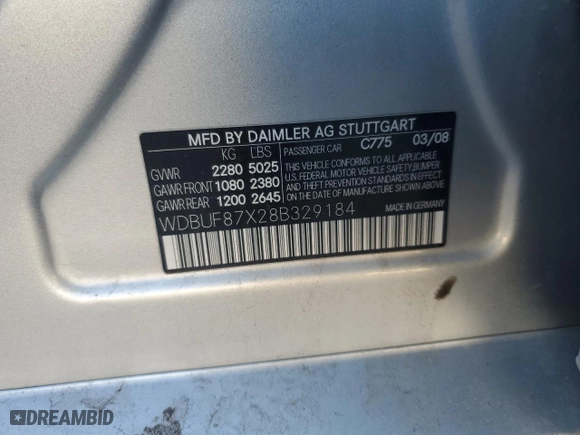 MFD BY DAIMLER AG STUTTGART
KG LBS PASSENGER CAR C775 03/08
GVWR 2280 5025 THIS VEHICLE CONFORMS TO ALL APPLICABLE
GAWR FRONT 1080 2380 U.S. FEDERAL MOTOR VEHICLE SAFETY, BUMPER,
AND THEFT PREVENTION STANDARDS IN EFFECT
GAWR REAR 1200 2645 ON THE DATE OF MANUFACTURE SHOWN ABOVE.
WDBUF87X28B329184 MADE IN GERMANY
DREAMBID